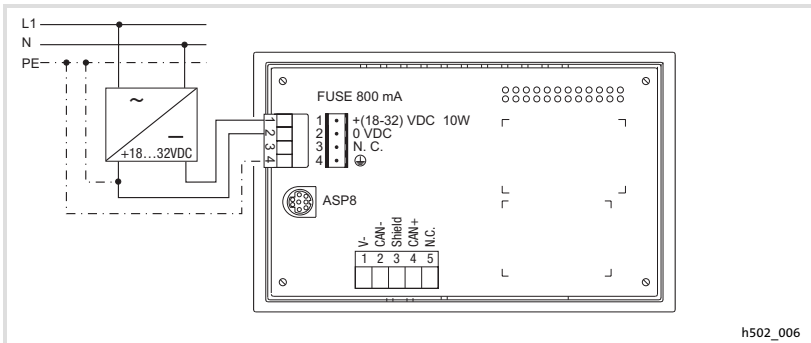 L1
N
PE
~
–
+18...32VDC
1
2
3
4
FUSE 800 mA
1 +(18-32) VDC 10W
2 0 VDC
3 N. C.
4
ASP8
V- CAN- Shield CAN+ N.C.
1 2 3 4 5
h502_006